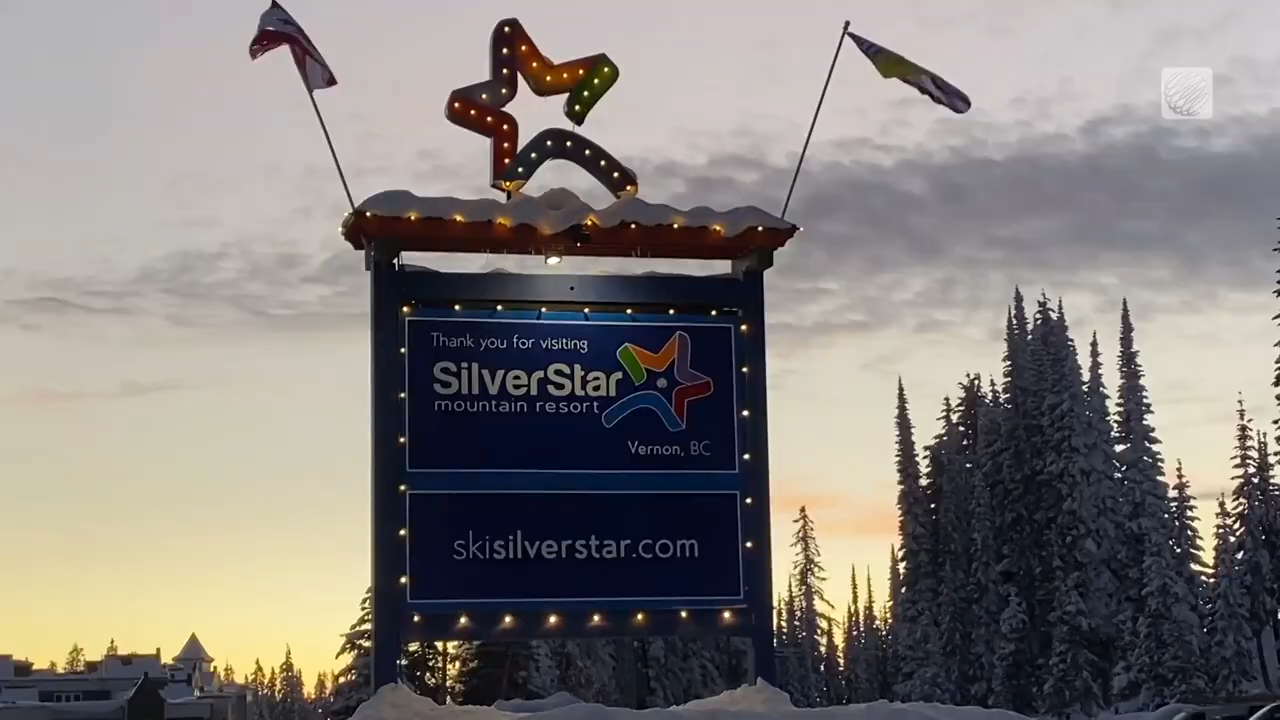 Thank you for visiting
SilverStar
mountain resort
Vernon, BC
skisilverstar.com